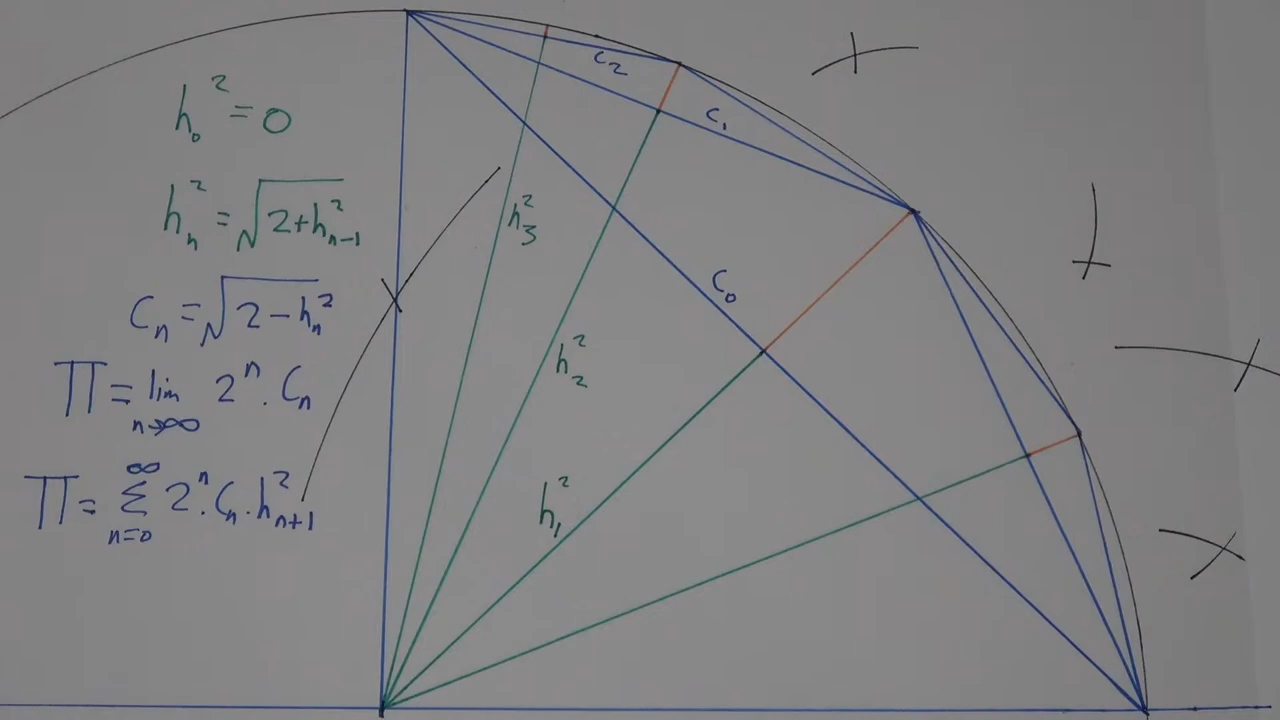 h₀² = 0
hₙ² = √(2+hₙ₋₁²)
Cₙ = √(2-hₙ²)
π = lim n→∞ 2ⁿ . Cₙ
π = ∞ Σ n=0 2ⁿ . Cₙ . hₙ₊₁²
C₂
C₁
h₃²
C₀
h₂²
h₁²